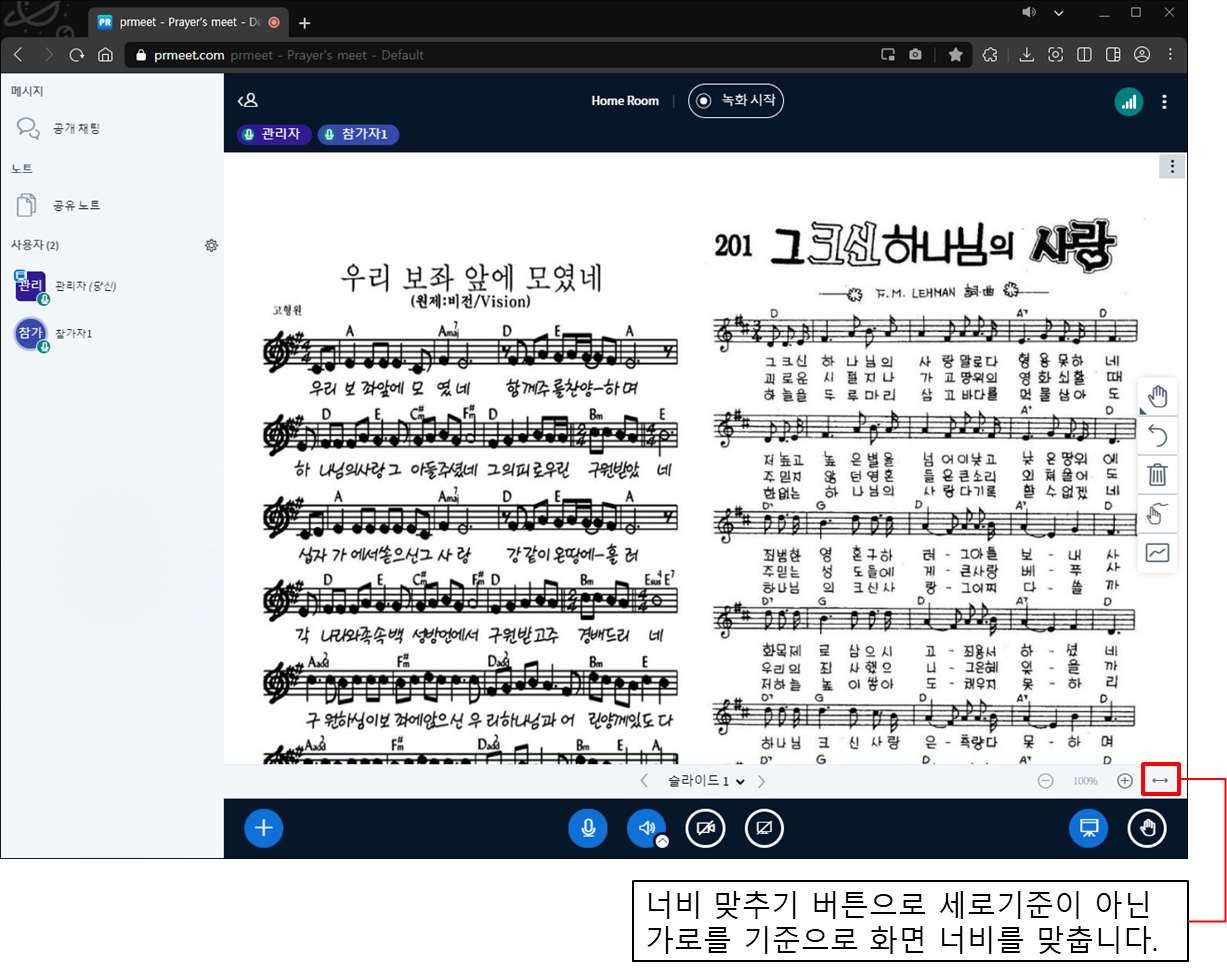 prmeet - Prayer's meet - De
prmeet.com prmeet - Prayer's meet - Default
메시지
공개 채팅
노트
공유 노트
사용자 (2)
관리
관리자 (당신)
참가
참가자1
Home Room
녹화 시작
관리자
참가자1
우리 보좌 앞에 모였네
(원제:비전/Vision)
고형원
A Amaj7 D E A
우리 보 좌앞에 모 였 네 함께주를찬양-하 며
D E C# F#m D Bm E
하 나님의사랑그 아들주셨네 그의피로우린 구원받았 네
A Amaj7 D E A
십자 가 에서쏟으신그 사 랑 강같이 온땅에-흘 러
D E C# F#m D Bm Esus4 E7
각 나라와족속백 성방언에서 구원받고주 경배드리 네
Aadd9 F#m Dadd9 Bm E
구 원하심이보 좌에앉으신 우 리하나님과 어 린양께있도 다
Aadd9 F#m Dadd9 Bm E A
201 그크신하나님의 사랑
F.M. LEHMAN 詞·曲
D A7 D
그 크 신 하 나 님 의 사 랑 말로다 형 용 못 하 네
괴 로 운 시 절 지 나 가 고 땅위의 영 화 쇠 할 때
하 늘 을 두 루 마 리 삼 고 바다를 먹 물 삼 아 도
A7 D
저 높 고 높 은 별 을 넘 어 이 낮 고 낮 은 땅 위 에
주 믿 지 않 던 영 혼 들 은 큰 소 리 외 쳐 울 어 도
한 없 는 하 나 님 의 사 랑 다 기 록 할 수 없 겠 네
D7 G D A7 D
죄 범 한 영 혼 구 하 려 - 그 아 들 보 - 내 사
주 믿 는 성 도 들 에 게 - 큰 사 랑 베 - 푸 사
하 나 님 의 크 신 사 랑 - 그 어 찌 다 - 쓸 까
D7 G D A7 D
화 목 제 로 삼 으 시 고 - 죄 용 서 하 - 셨 네
우 리 의 죄 사 했 으 니 - 그 은 혜 잊 - 을 까
저 하 늘 높 이 쌓 아 도 - 채 우 지 못 - 하 리
D7 G D A7 D
하 나 님 크 신 사 랑 은 - 측 량 다 못 - 하 며
D7 G D A7 D
슬라이드 1
100%
너비 맞추기 버튼으로 세로기준이 아닌
가로를 기준으로 화면 너비를 맞춥니다.